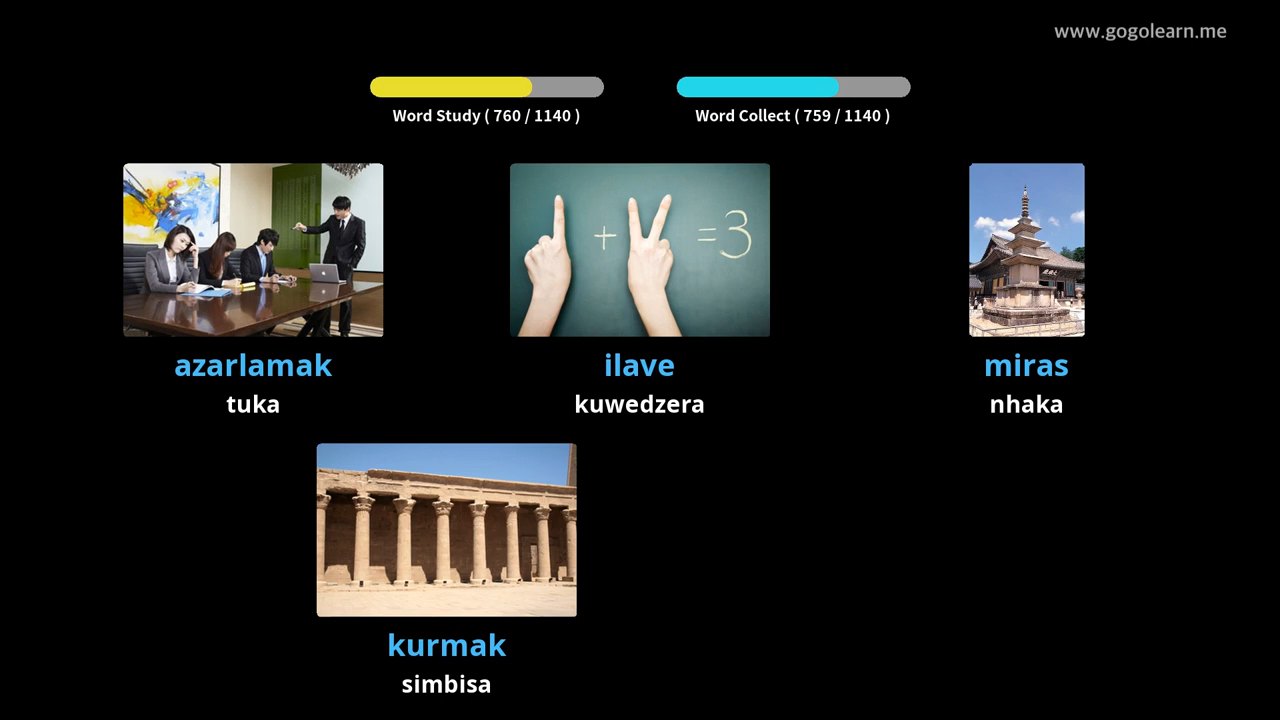 www.gogolearn.me
Word Study ( 760 / 1140 )
Word Collect ( 759 / 1140 )
+ =3
azarlamak
tuka
ilave
kuwedzera
miras
nhaka
kurmak
simbisa